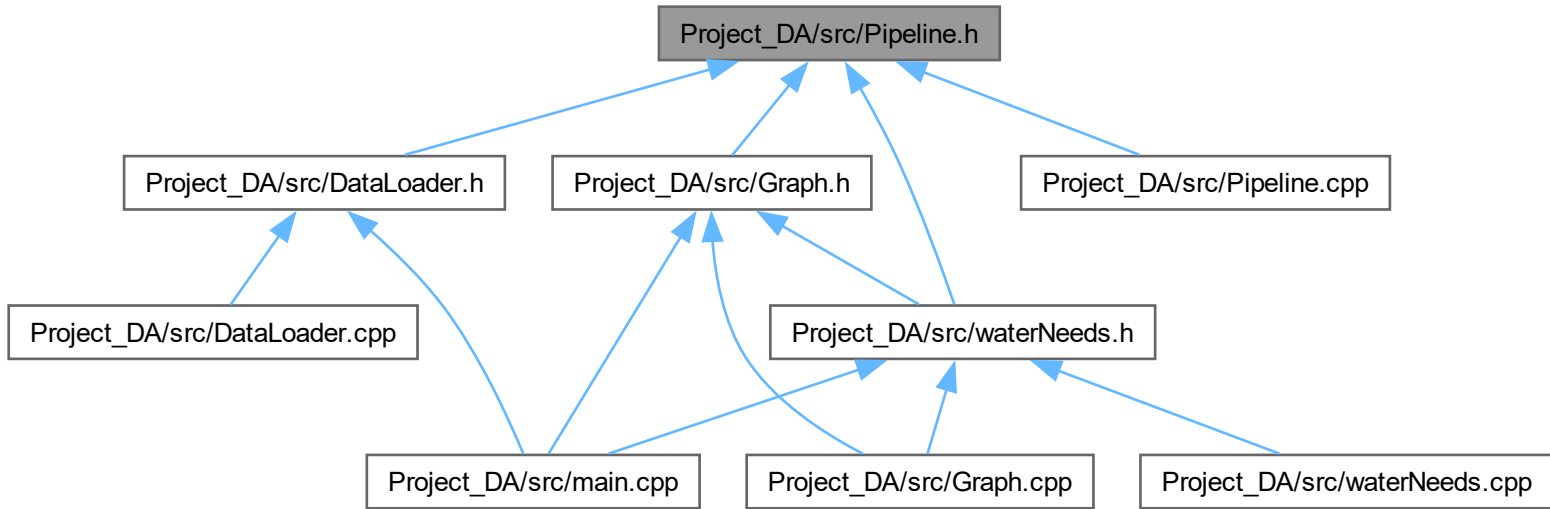 Project_DA/src/Pipeline.h
Project_DA/src/DataLoader.h
Project_DA/src/Graph.h
Project_DA/src/Pipeline.cpp
Project_DA/src/DataLoader.cpp
Project_DA/src/waterNeeds.h
Project_DA/src/main.cpp
Project_DA/src/Graph.cpp
Project_DA/src/waterNeeds.cpp